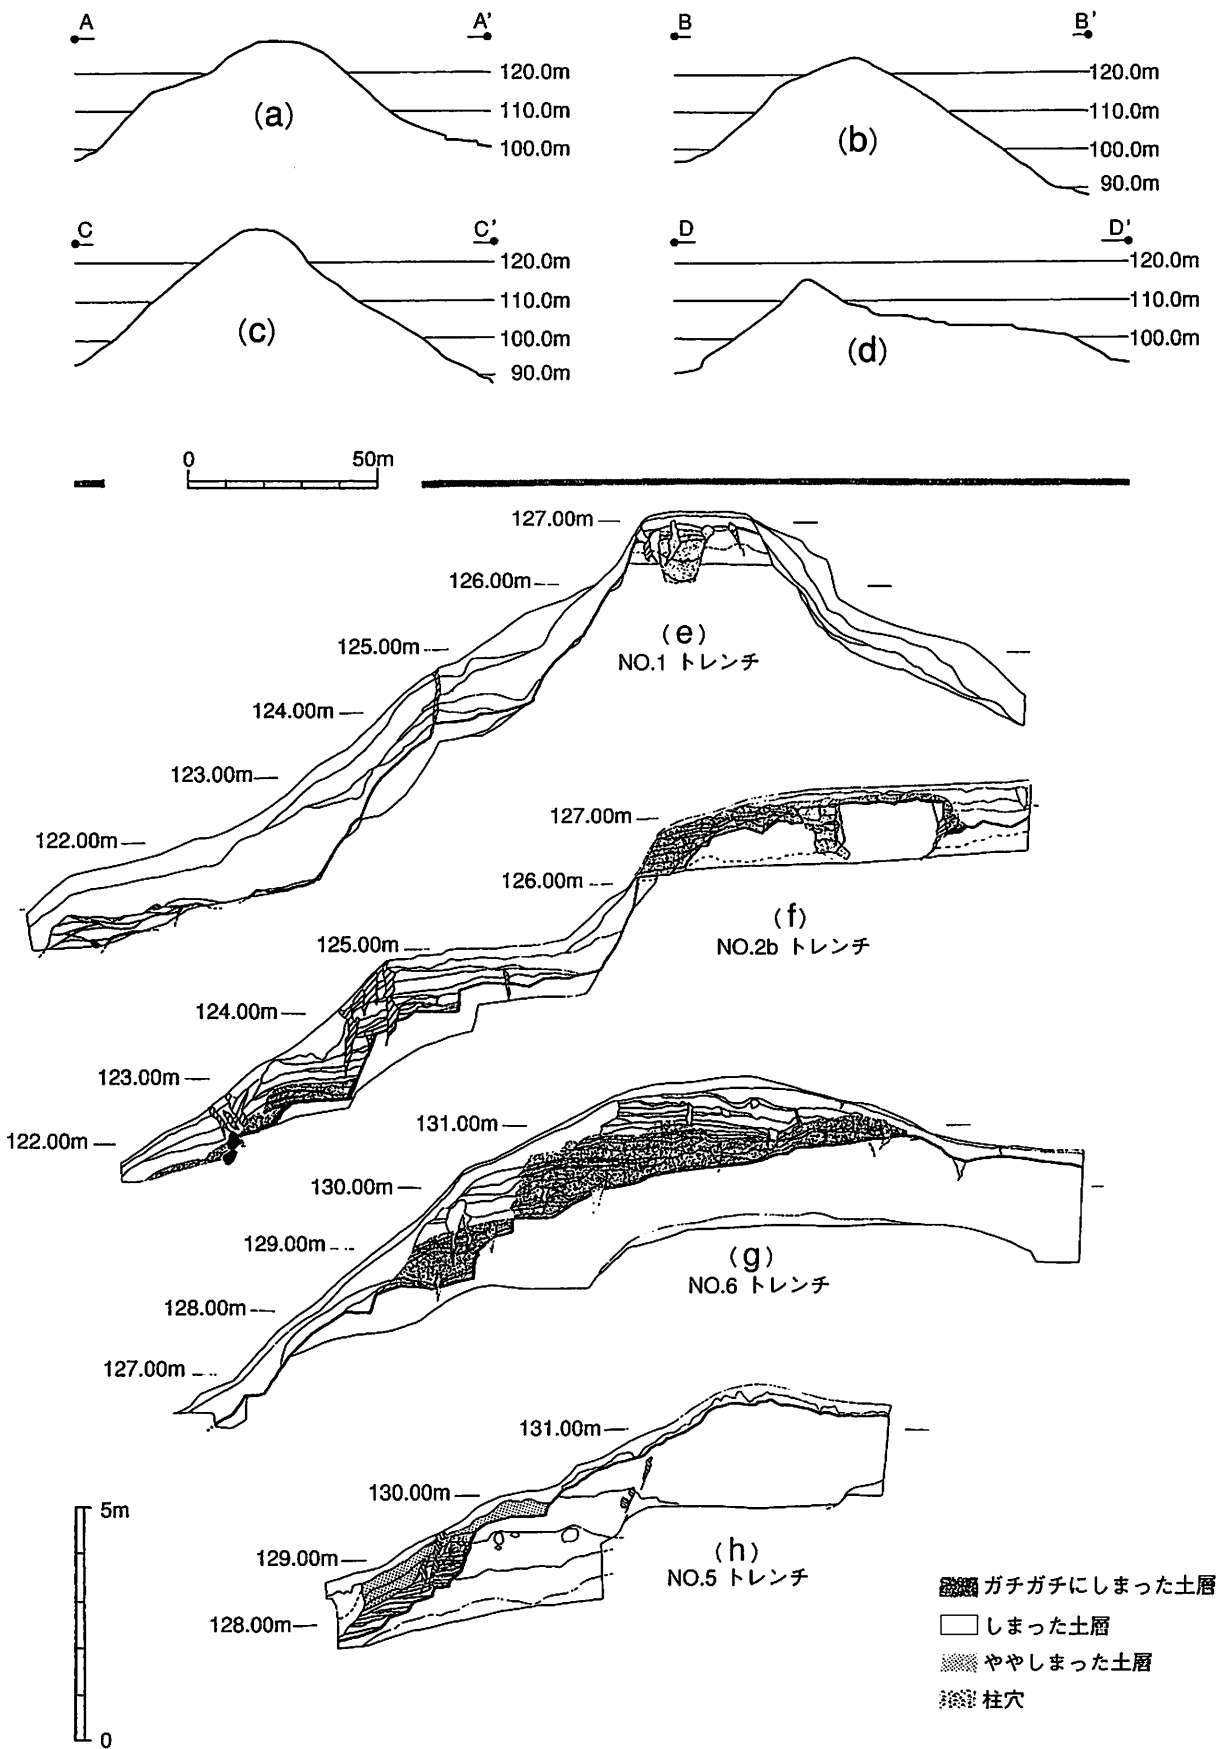 A A'
120.0m
110.0m
100.0m
(a)
B B'
120.0m
110.0m
100.0m
90.0m
(b)
C C'
120.0m
110.0m
100.0m
90.0m
(c)
D D'
120.0m
110.0m
100.0m
(d)
0 50m
127.00m
126.00m
125.00m
124.00m
123.00m
122.00m
(e)
NO.1 トレンチ
127.00m
126.00m
125.00m
124.00m
123.00m
122.00m
(f)
NO.2b トレンチ
131.00m
130.00m
129.00m
128.00m
127.00m
(g)
NO.6 トレンチ
131.00m
130.00m
129.00m
128.00m
(h)
NO.5 トレンチ
5m
0
ガチガチにしまった土層
しまった土層
ややしまった土層
柱穴